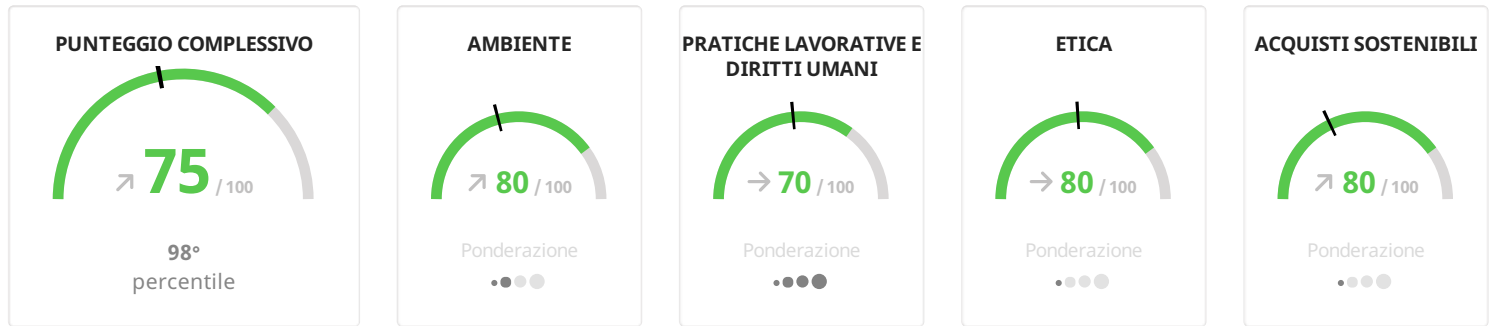 PUNTEGGIO COMPLESSIVO
75 / 100
98°
percentile
AMBIENTE
80 / 100
Ponderazione
PRATICHE LAVORATIVE E
DIRITTI UMANI
70 / 100
Ponderazione
ETICA
80 / 100
Ponderazione
ACQUISTI SOSTENIBILI
80 / 100
Ponderazione